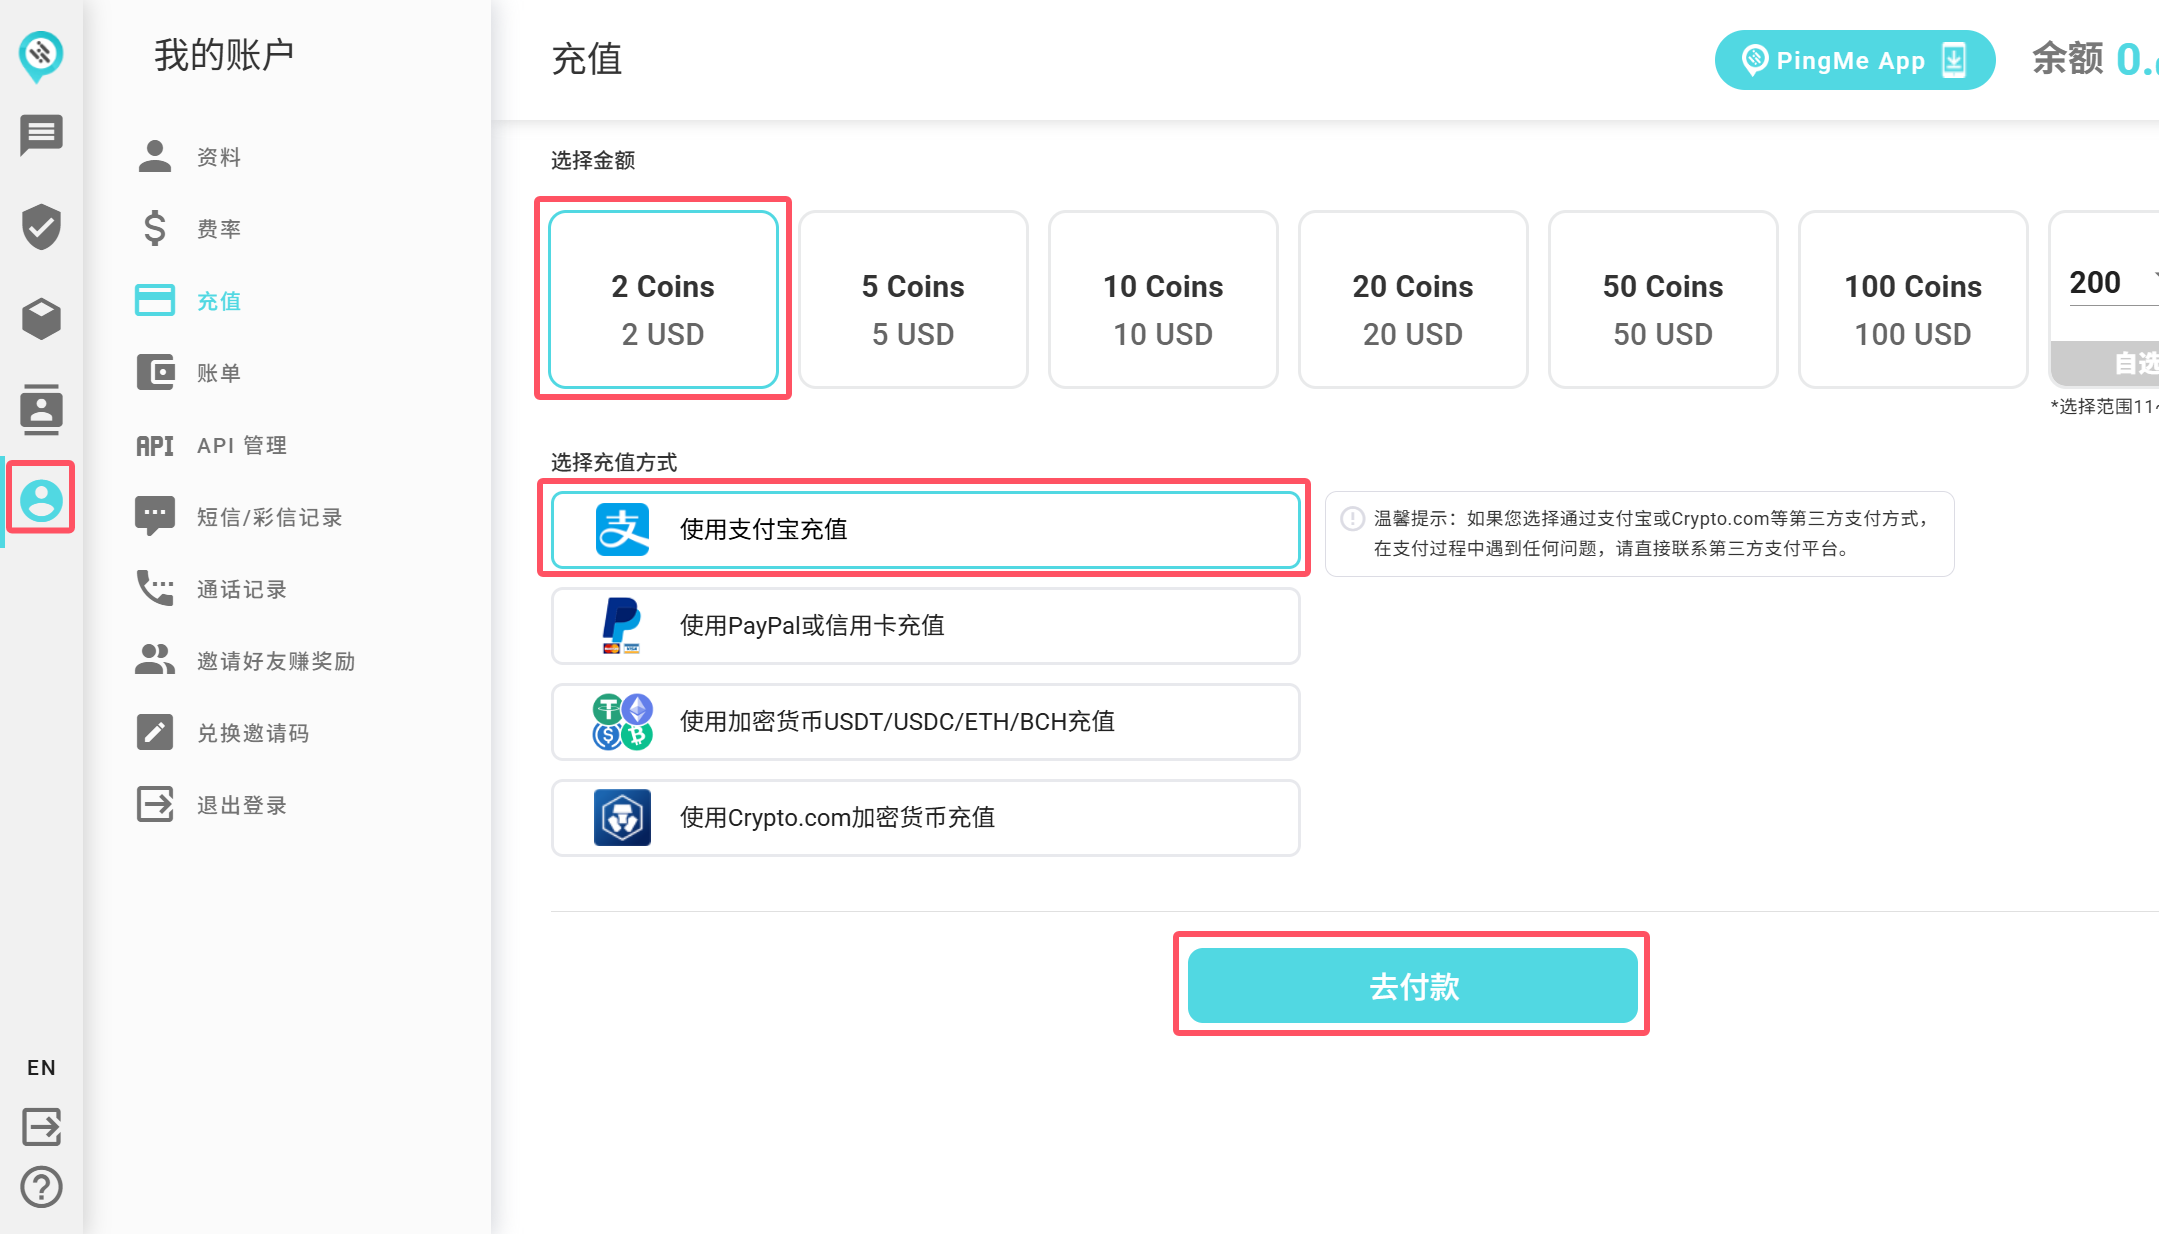 我的账户
资料
费率
充值
账单
API
API 管理
短信/彩信记录
通话记录
邀请好友赚奖励
兑换邀请码
退出登录
EN
充值
PingMe App
余额 0.
选择金额
2 Coins
2 USD
5 Coins
5 USD
10 Coins
10 USD
20 Coins
20 USD
50 Coins
50 USD
100 Coins
100 USD
200
自选
*选择范围11
选择充值方式
支
使用支付宝充值
温馨提示：如果您选择通过支付宝或Crypto.com等第三方支付方式，
在支付过程中遇到任何问题，请直接联系第三方支付平台。
使用PayPal或信用卡充值
使用加密货币USDT/USDC/ETH/BCH充值
使用Crypto.com加密货币充值
去付款